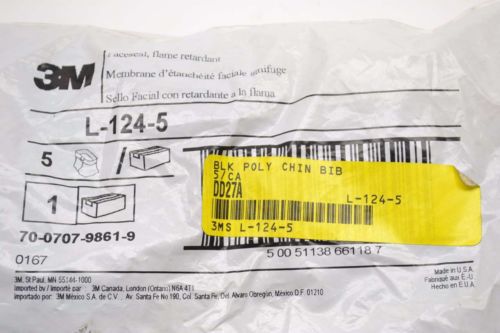 3M
Faceseal, flame retardant
Membrane d'étanchéité faciale ignifuge
Sello Facial con retardante a la flama
L-124-5
5 /
1
70-0707-9861-9
0167
BLK POLY CHIN BIB
5/CA
DD27A
L-124-5
3MS L-124-5
5 00 51138 66118 7
3M, St Paul, MN 55144-1000
imported by / importé par : 3M Canada, London (Ontario) N6A 4T1
importado por: 3M México S.A. de C.V. , Av. Santa Fe No 190, Col. Santa Fe, Del. Alvaro Obregón, México D.F. 01210
Made in U.S.A.
Fabriqué aux É.-U.
Hecho en E.U.A.